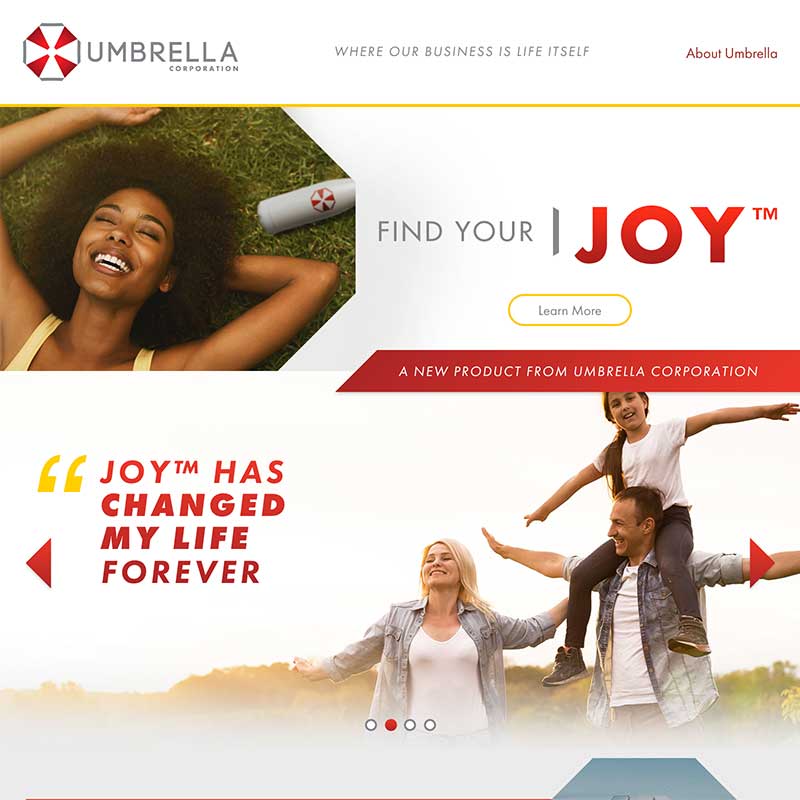 UMBRELLA
CORPORATION
WHERE OUR BUSINESS IS LIFE ITSELF
About Umbrella
FIND YOUR | JOY™
Learn More
A NEW PRODUCT FROM UMBRELLA CORPORATION
“JOY™ HAS
CHANGED
MY LIFE
FOREVER